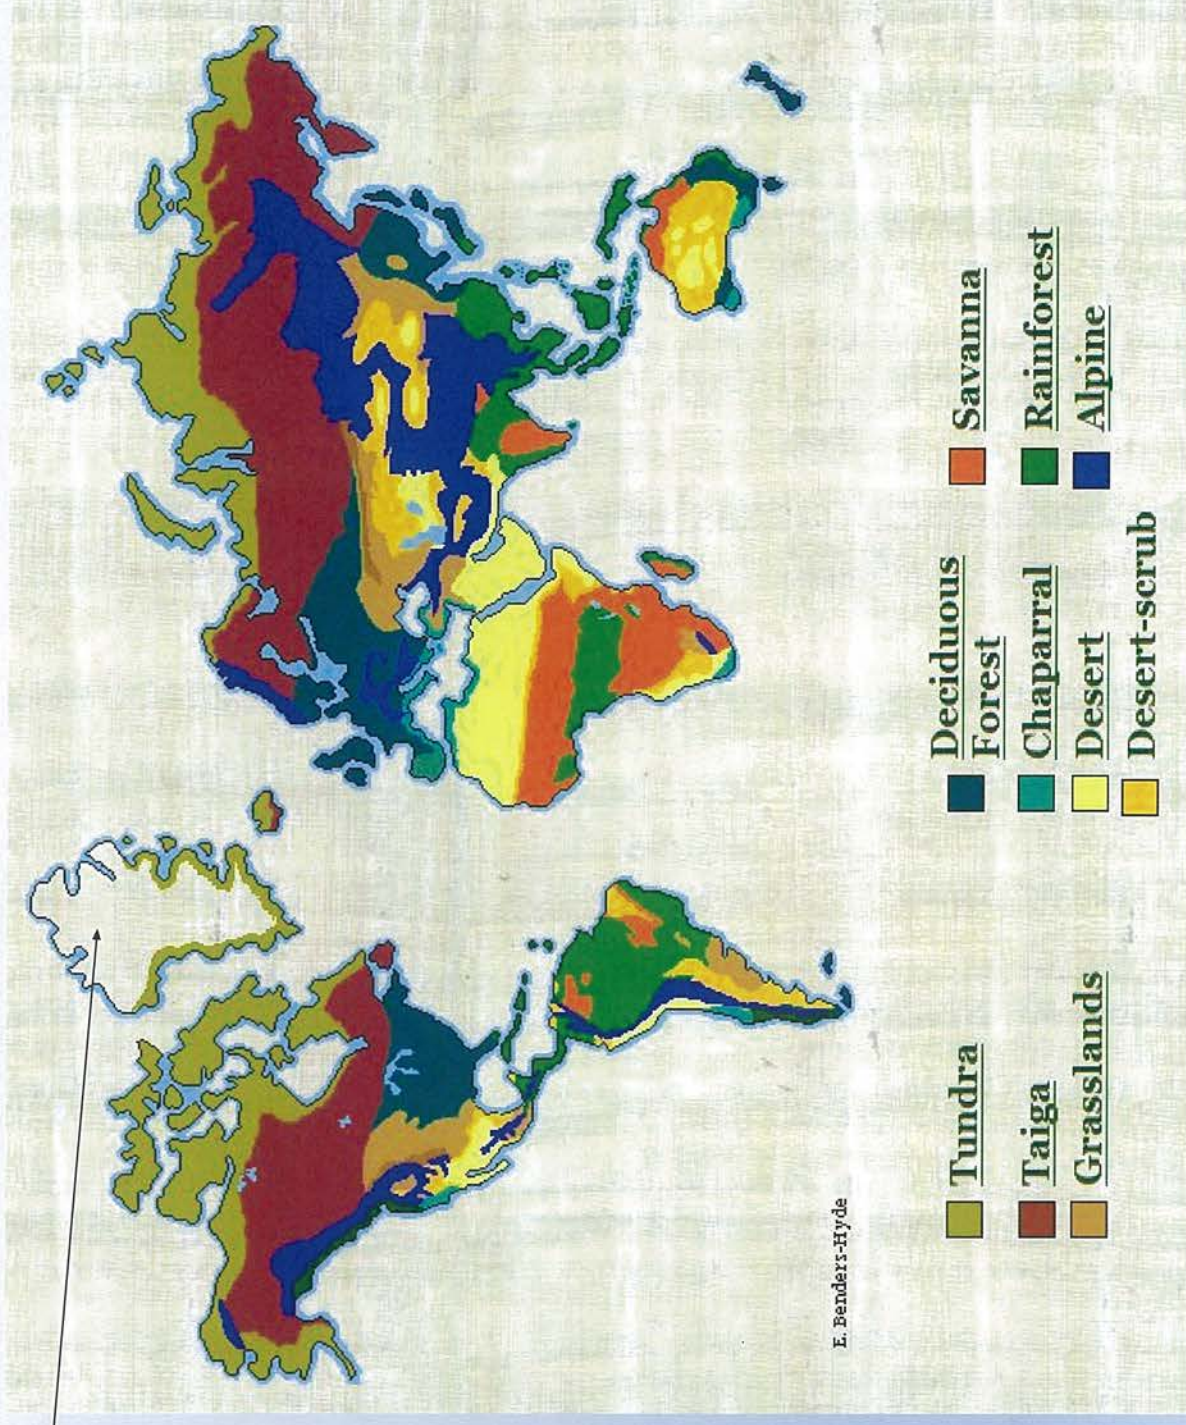 E. Benders-Hyde
Tundra
Taiga
Grasslands
Deciduous
Forest
Chaparral
Desert
Desert-scrub
Savanna
Rainforest
Alpine